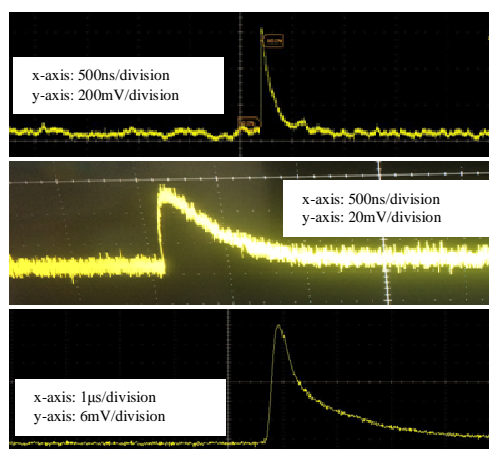 x-axis: 500ns/division
y-axis: 200mV/division
x-axis: 500ns/division
y-axis: 20mV/division
x-axis: 1μs/division
y-axis: 6mV/division